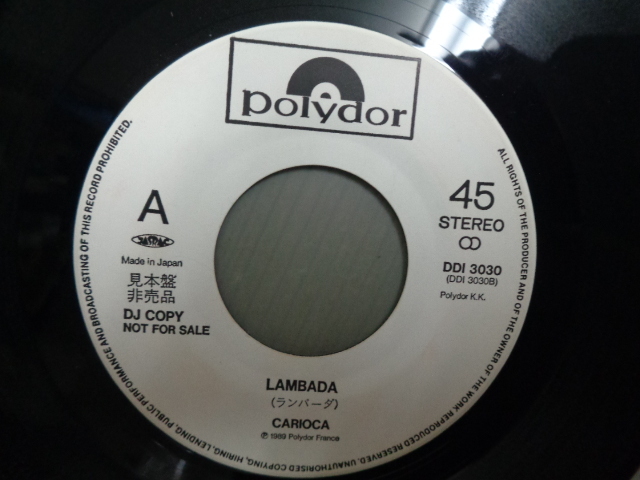 polydor
A
JASRAC
Made in Japan
見本盤
非売品
DJ COPY
NOT FOR SALE
45
STEREO
DDI 3030
(DDI 3030B)
Polydor K.K.
LAMBADA
(ランバーダ)
CARIOCA
℗ 1989 Polydor France
ALL RIGHTS OF THE PRODUCER AND OF THE OWNER OF THE WORK REPRODUCED RESERVED. UNAUTHORISED COPYING, HIRING, LENDING, PUBLIC PERFORMANCE AND BROADCASTING OF THIS RECORD PROHIBITED.